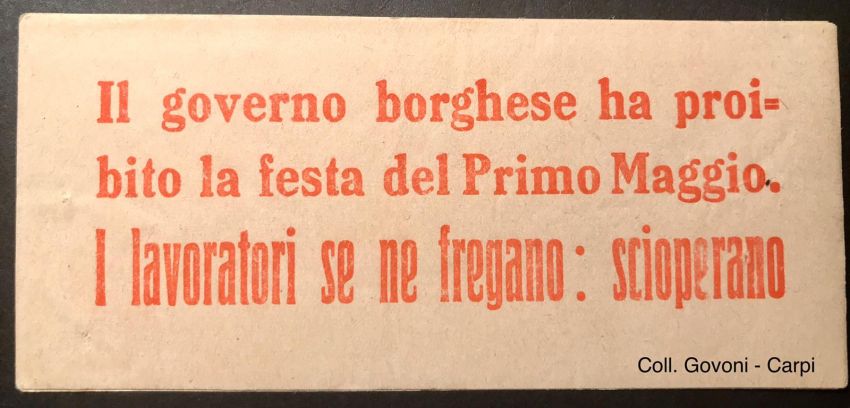 Il governo borghese ha proi=
bito la festa del Primo Maggio.
I lavoratori se ne fregano: scioperano
Coll. Govoni - Carpi